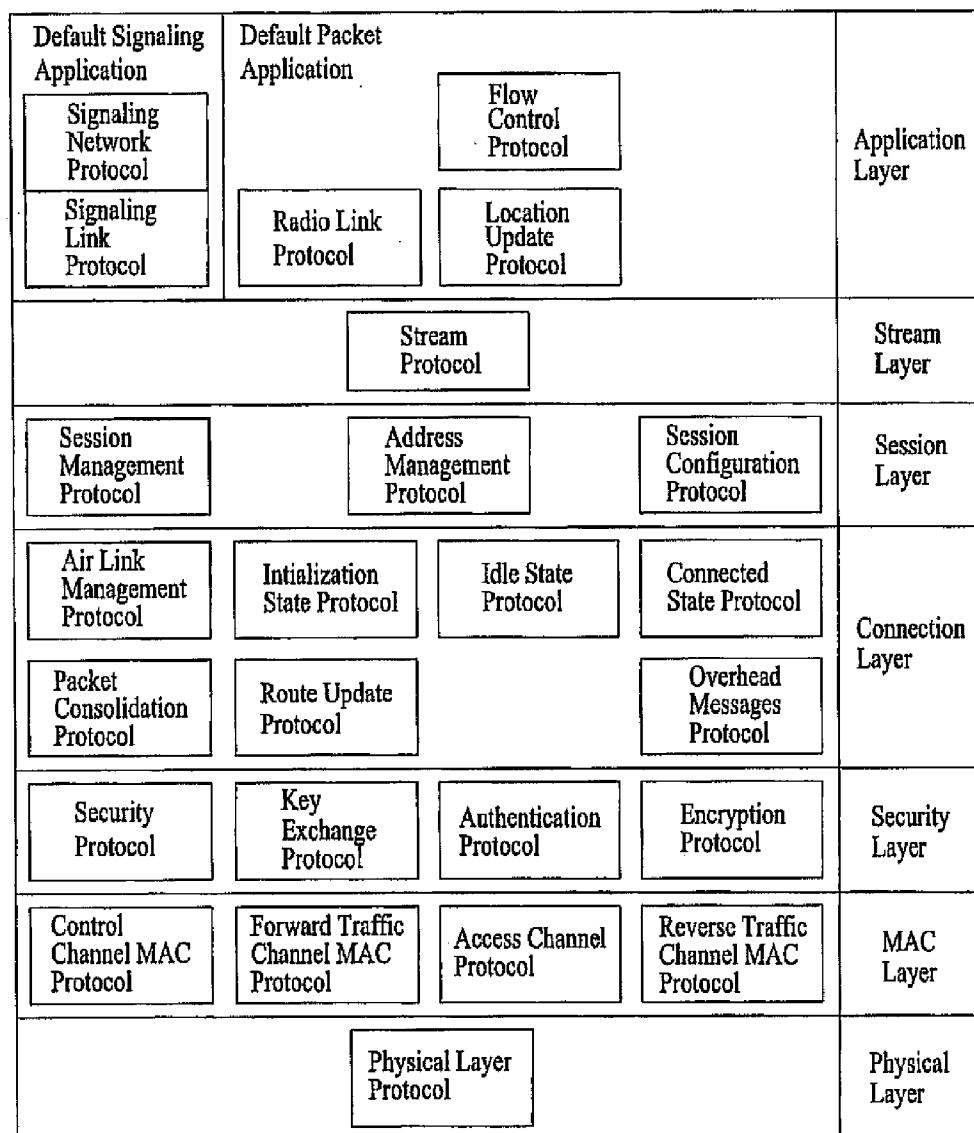 Default Signaling
Application
Signaling
Network
Protocol
Signaling
Link
Protocol
Default Packet
Application
Flow
Control
Protocol
Radio Link
Protocol
Location
Update
Protocol
Application
Layer
Stream
Protocol
Stream
Layer
Session
Management
Protocol
Address
Management
Protocol
Session
Configuration
Protocol
Session
Layer
Air Link
Management
Protocol
Intialization
State Protocol
Idle State
Protocol
Connected
State Protocol
Packet
Consolidation
Protocol
Route Update
Protocol
Overhead
Messages
Protocol
Connection
Layer
Security
Protocol
Key
Exchange
Protocol
Authentication
Protocol
Encryption
Protocol
Security
Layer
Control
Channel MAC
Protocol
Forward Traffic
Channel MAC
Protocol
Access Channel
Protocol
Reverse Traffic
Channel MAC
Protocol
MAC
Layer
Physical Layer
Protocol
Physical
Layer